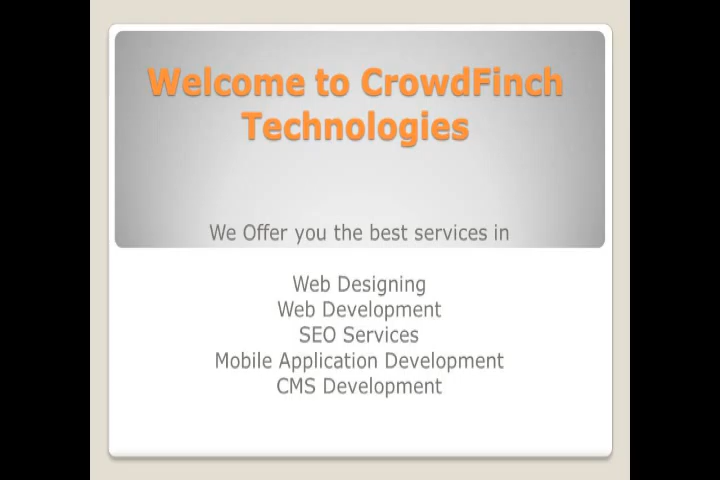 Welcome to CrowdFinch
Technologies
We Offer you the best services in
Web Designing
Web Development
SEO Services
Mobile Application Development
CMS Development